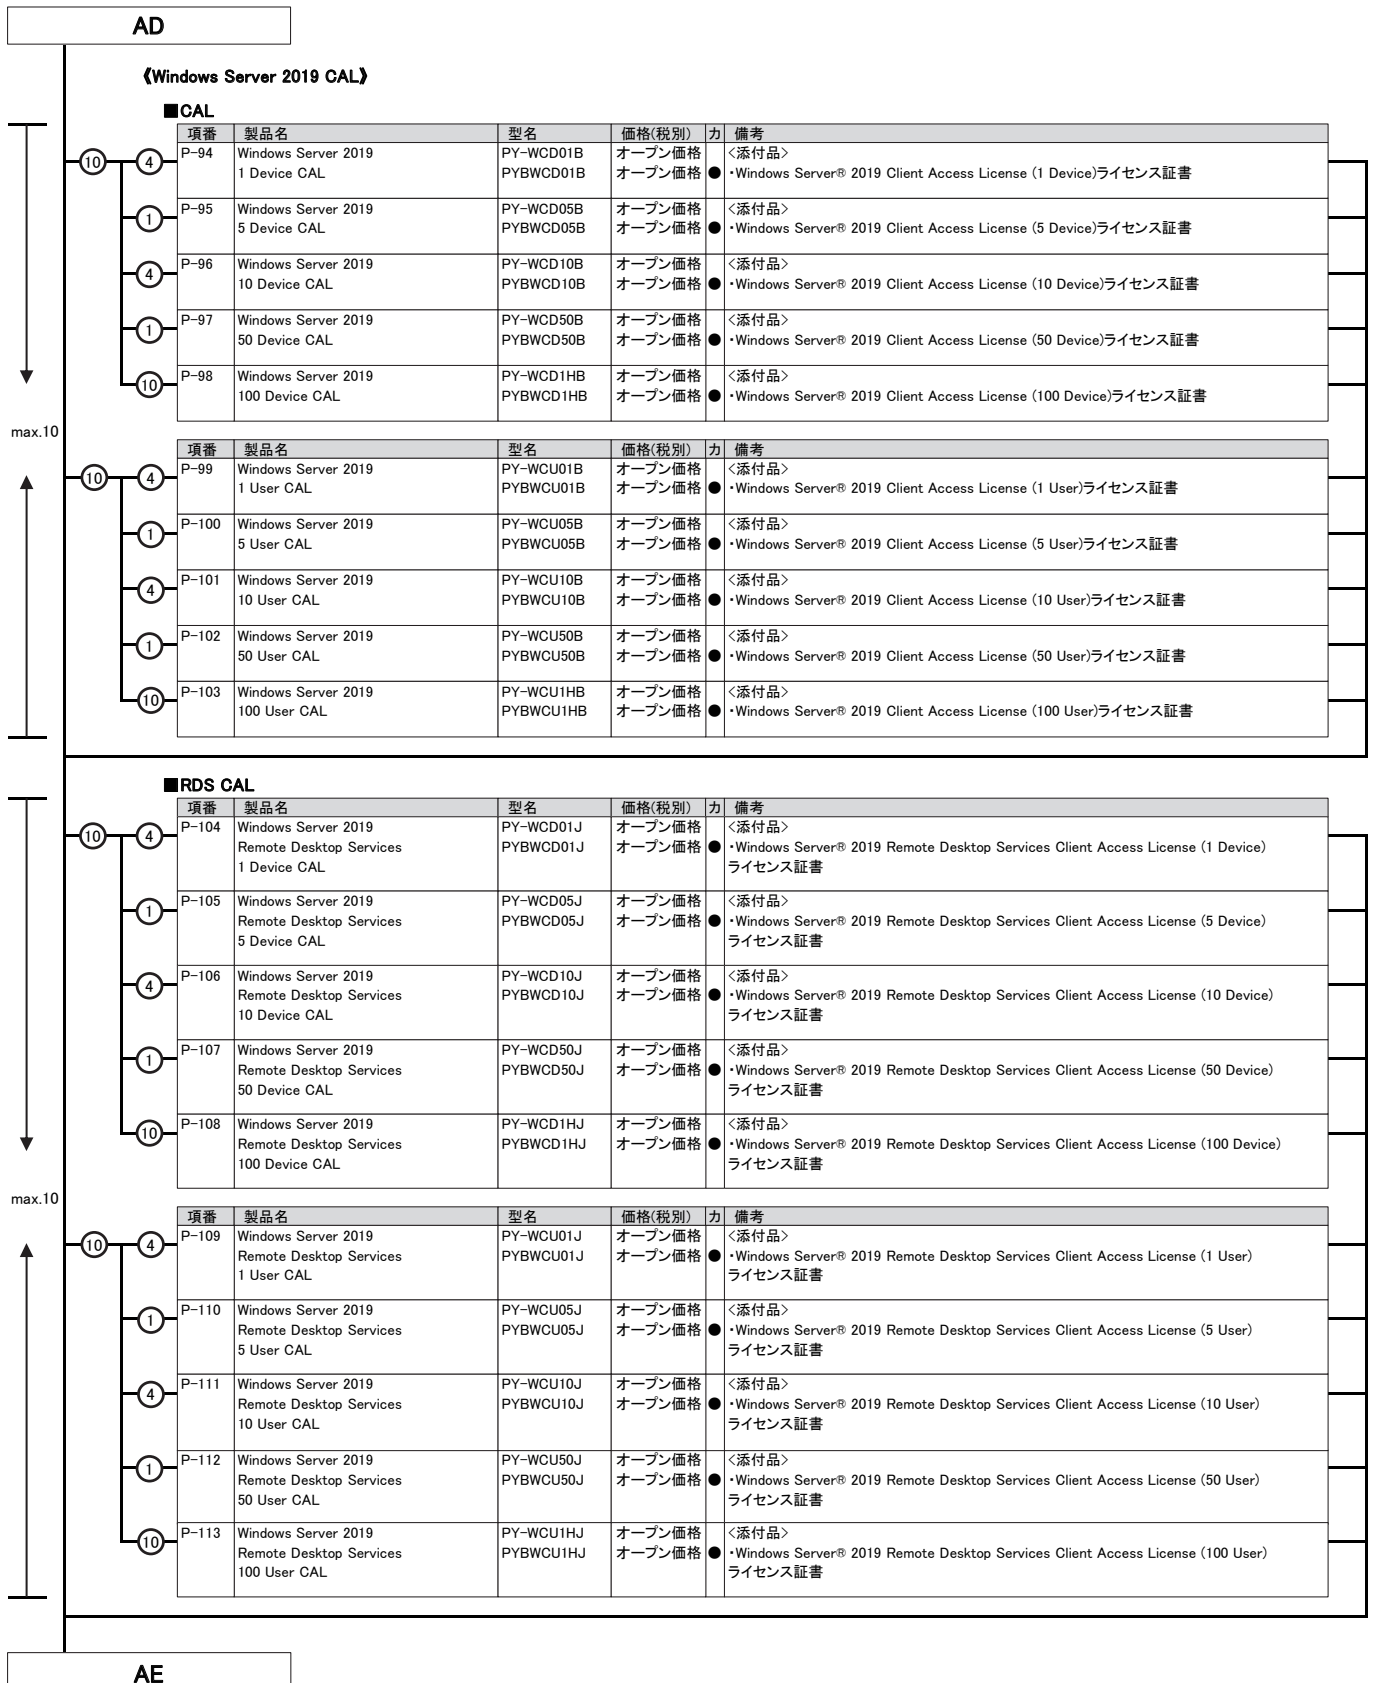 AD
《Windows Server 2019 CAL》
■CAL
項番 製品名 型名 価格(税別) カ 備考
10 4 P-94 Windows Server 2019 PY-WCD01B オープン価格 <添付品>
1 Device CAL PYBWCD01B オープン価格 ● ・Windows Server® 2019 Client Access License (1 Device)ライセンス証書
1 P-95 Windows Server 2019 PY-WCD05B オープン価格 <添付品>
5 Device CAL PYBWCD05B オープン価格 ● ・Windows Server® 2019 Client Access License (5 Device)ライセンス証書
4 P-96 Windows Server 2019 PY-WCD10B オープン価格 <添付品>
10 Device CAL PYBWCD10B オープン価格 ● ・Windows Server® 2019 Client Access License (10 Device)ライセンス証書
1 P-97 Windows Server 2019 PY-WCD50B オープン価格 <添付品>
50 Device CAL PYBWCD50B オープン価格 ● ・Windows Server® 2019 Client Access License (50 Device)ライセンス証書
10 P-98 Windows Server 2019 PY-WCD1HB オープン価格 <添付品>
100 Device CAL PYBWCD1HB オープン価格 ● ・Windows Server® 2019 Client Access License (100 Device)ライセンス証書
max.10
項番 製品名 型名 価格(税別) カ 備考
10 4 P-99 Windows Server 2019 PY-WCU01B オープン価格 <添付品>
1 User CAL PYBWCU01B オープン価格 ● ・Windows Server® 2019 Client Access License (1 User)ライセンス証書
1 P-100 Windows Server 2019 PY-WCU05B オープン価格 <添付品>
5 User CAL PYBWCU05B オープン価格 ● ・Windows Server® 2019 Client Access License (5 User)ライセンス証書
4 P-101 Windows Server 2019 PY-WCU10B オープン価格 <添付品>
10 User CAL PYBWCU10B オープン価格 ● ・Windows Server® 2019 Client Access License (10 User)ライセンス証書
1 P-102 Windows Server 2019 PY-WCU50B オープン価格 <添付品>
50 User CAL PYBWCU50B オープン価格 ● ・Windows Server® 2019 Client Access License (50 User)ライセンス証書
10 P-103 Windows Server 2019 PY-WCU1HB オープン価格 <添付品>
100 User CAL PYBWCU1HB オープン価格 ● ・Windows Server® 2019 Client Access License (100 User)ライセンス証書
■RDS CAL
項番 製品名 型名 価格(税別) カ 備考
10 4 P-104 Windows Server 2019 PY-WCD01J オープン価格 <添付品>
Remote Desktop Services PYBWCD01J オープン価格 ● ・Windows Server® 2019 Remote Desktop Services Client Access License (1 Device)
1 Device CAL ライセンス証書
1 P-105 Windows Server 2019 PY-WCD05J オープン価格 <添付品>
Remote Desktop Services PYBWCD05J オープン価格 ● ・Windows Server® 2019 Remote Desktop Services Client Access License (5 Device)
5 Device CAL ライセンス証書
4 P-106 Windows Server 2019 PY-WCD10J オープン価格 <添付品>
Remote Desktop Services PYBWCD10J オープン価格 ● ・Windows Server® 2019 Remote Desktop Services Client Access License (10 Device)
10 Device CAL ライセンス証書
1 P-107 Windows Server 2019 PY-WCD50J オープン価格 <添付品>
Remote Desktop Services PYBWCD50J オープン価格 ● ・Windows Server® 2019 Remote Desktop Services Client Access License (50 Device)
50 Device CAL ライセンス証書
10 P-108 Windows Server 2019 PY-WCD1HJ オープン価格 <添付品>
Remote Desktop Services PYBWCD1HJ オープン価格 ● ・Windows Server® 2019 Remote Desktop Services Client Access License (100 Device)
100 Device CAL ライセンス証書
max.10
項番 製品名 型名 価格(税別) カ 備考
10 4 P-109 Windows Server 2019 PY-WCU01J オープン価格 <添付品>
Remote Desktop Services PYBWCU01J オープン価格 ● ・Windows Server® 2019 Remote Desktop Services Client Access License (1 User)
1 User CAL ライセンス証書
1 P-110 Windows Server 2019 PY-WCU05J オープン価格 <添付品>
Remote Desktop Services PYBWCU05J オープン価格 ● ・Windows Server® 2019 Remote Desktop Services Client Access License (5 User)
5 User CAL ライセンス証書
4 P-111 Windows Server 2019 PY-WCU10J オープン価格 <添付品>
Remote Desktop Services PYBWCU10J オープン価格 ● ・Windows Server® 2019 Remote Desktop Services Client Access License (10 User)
10 User CAL ライセンス証書
1 P-112 Windows Server 2019 PY-WCU50J オープン価格 <添付品>
Remote Desktop Services PYBWCU50J オープン価格 ● ・Windows Server® 2019 Remote Desktop Services Client Access License (50 User)
50 User CAL ライセンス証書
10 P-113 Windows Server 2019 PY-WCU1HJ オープン価格 <添付品>
Remote Desktop Services PYBWCU1HJ オープン価格 ● ・Windows Server® 2019 Remote Desktop Services Client Access License (100 User)
100 User CAL ライセンス証書
AE